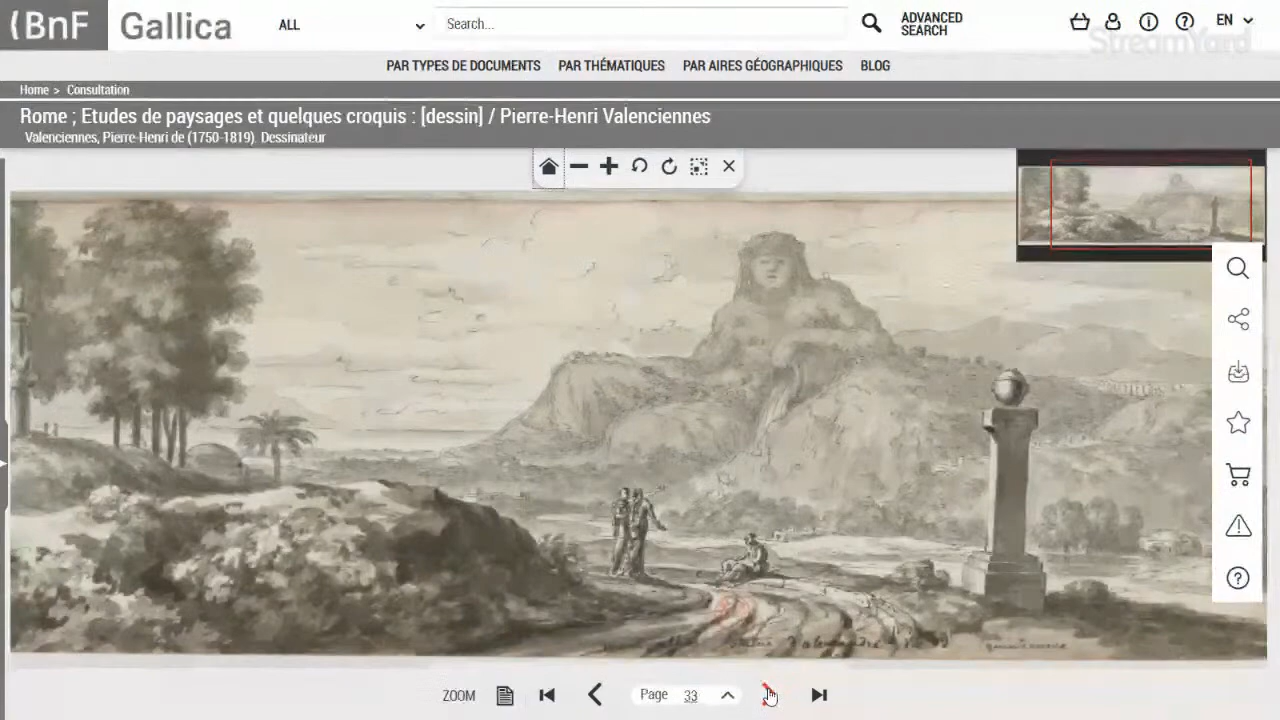 (BnF Gallica
ALL
Search...
ADVANCED
SEARCH
EN
StreamYard
PAR TYPES DE DOCUMENTS PAR THÉMATIQUES PAR AIRES GÉOGRAPHIQUES BLOG
Home > Consultation
Rome ; Etudes de paysages et quelques croquis : [dessin] / Pierre-Henri Valenciennes
Valenciennes, Pierre-Henri de (1750-1819). Dessinateur
ZOOM
Page 33